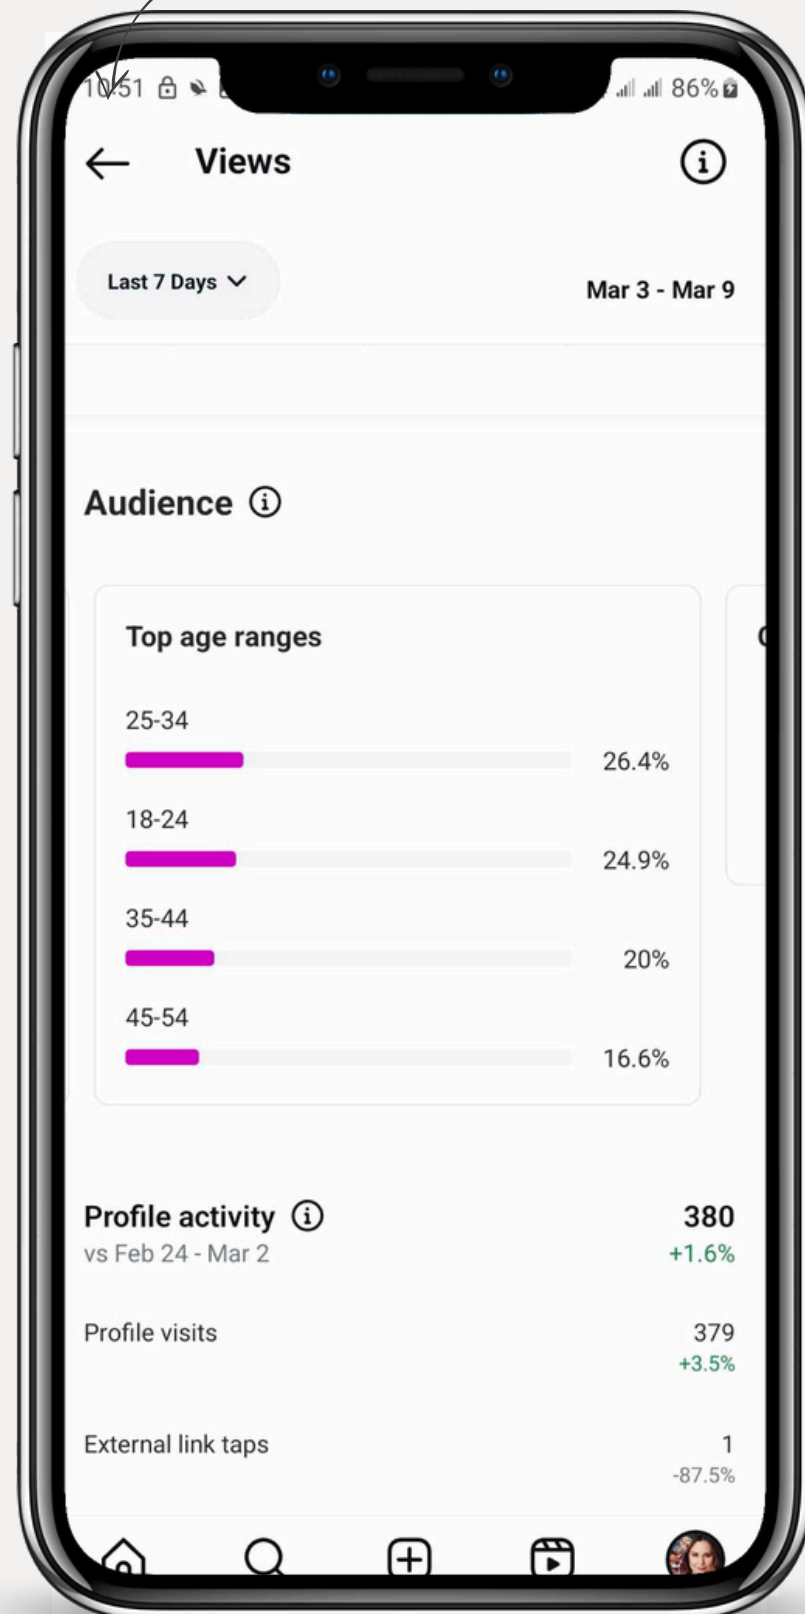 10:51 86%
Views
Last 7 Days Mar 3 - Mar 9
Audience
Top age ranges
25-34
26.4%
18-24
24.9%
35-44
20%
45-54
16.6%
Profile activity 380
vs Feb 24 - Mar 2 +1.6%
Profile visits 379
+3.5%
External link taps 1
-87.5%